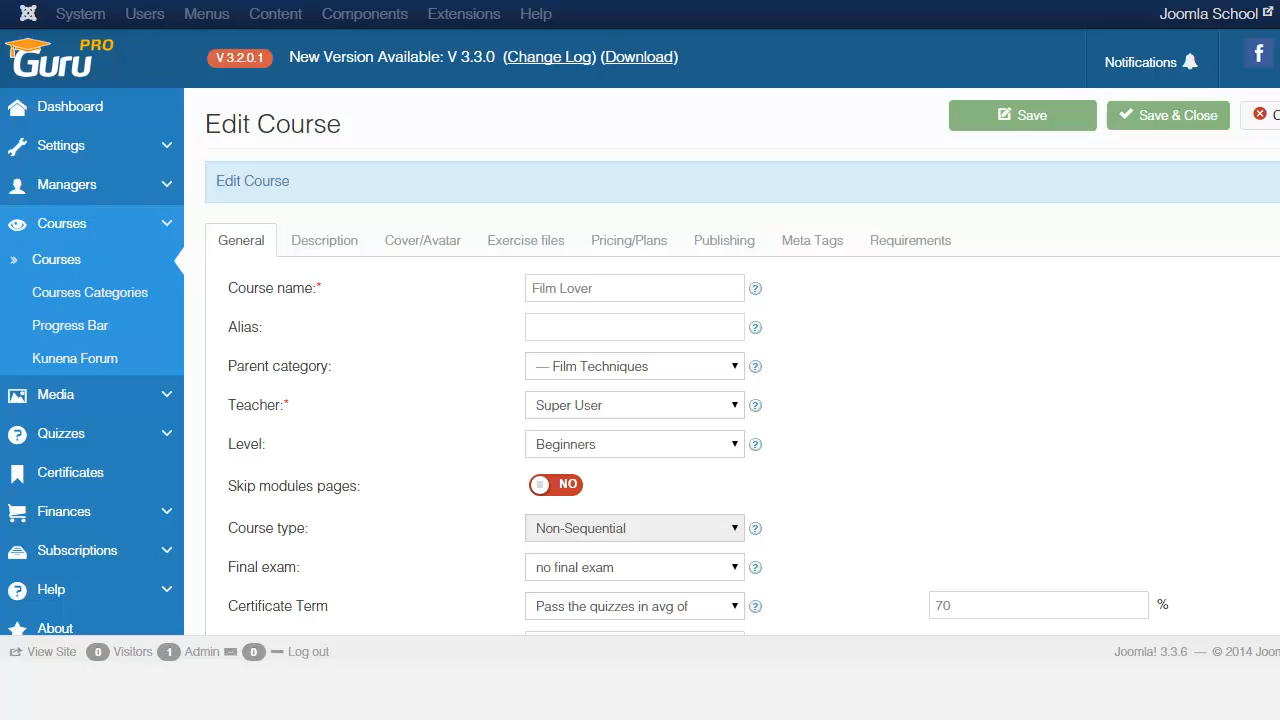 System Users Menus Content Components Extensions Help Joomla School
Guru PRO
V 3.2.0.1 New Version Available: V 3.3.0 (Change Log) (Download) Notifications f
Dashboard
Settings
Managers
Courses
Courses
Courses Categories
Progress Bar
Kunena Forum
Media
Quizzes
Certificates
Finances
Subscriptions
Help
About
Edit Course
Save Save & Close C
Edit Course
General Description Cover/Avatar Exercise files Pricing/Plans Publishing Meta Tags Requirements
Course name:* Film Lover
Alias:
Parent category: — Film Techniques
Teacher:* Super User
Level: Beginners
Skip modules pages: NO
Course type: Non-Sequential
Final exam: no final exam
Certificate Term Pass the quizzes in avg of 70 %
View Site 0 Visitors 1 Admin 0 Log out Joomla! 3.3.6 — © 2014 Joom